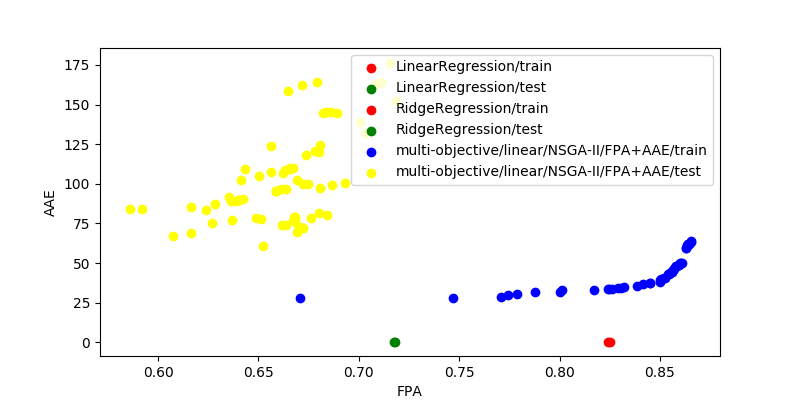 175
150
125
100
75
50
25
0
AAE
LinearRegression/train
LinearRegression/test
RidgeRegression/train
RidgeRegression/test
multi-objective/linear/NSGA-II/FPA+AAE/train
multi-objective/linear/NSGA-II/FPA+AAE/test
0.60
0.65
0.70
0.75
0.80
0.85
FPA